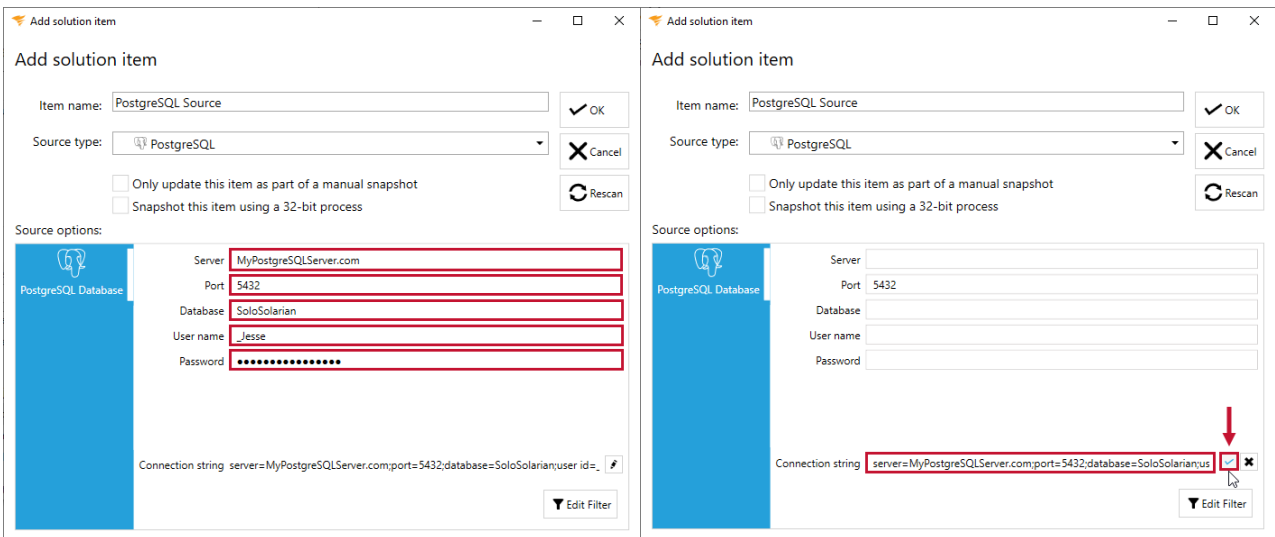 Add solution item
Add solution item
Item name: PostgreSQL Source
OK
Source type: PostgreSQL
Cancel
Only update this item as part of a manual snapshot
Rescan
Snapshot this item using a 32-bit process
Source options:
PostgreSQL Database
Server MyPostgreSQLServer.com
Port 5432
Database SoloSolarian
User name _Jesse
Password ●●●●●●●●●●●●●●●●
Connection string server=MyPostgreSQLServer.com;port=5432;database=SoloSolarian;user id=_
Edit Filter
Add solution item
Add solution item
Item name: PostgreSQL Source
OK
Source type: PostgreSQL
Cancel
Only update this item as part of a manual snapshot
Rescan
Snapshot this item using a 32-bit process
Source options:
PostgreSQL Database
Server
Port 5432
Database
User name
Password
Connection string server=MyPostgreSQLServer.com;port=5432;database=SoloSolarian;us
Edit Filter